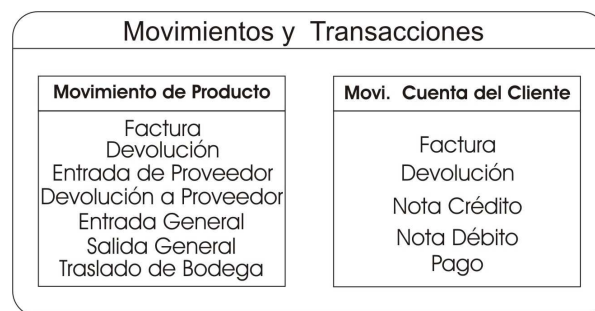 Movimientos y Transacciones
Movimiento de Producto
Factura
Devolución
Entrada de Proveedor
Devolución a Proveedor
Entrada General
Salida General
Traslado de Bodega
Movi. Cuenta del Cliente
Factura
Devolución
Nota Crédito
Nota Débito
Pago